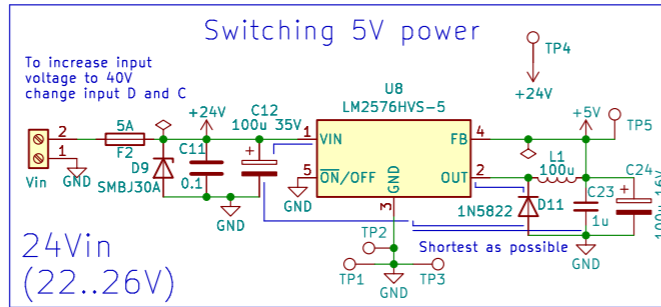 Switching 5V power
To increase input
voltage to 40V
change input D and C
TP4
+24V
U8
LM2576HVS-5
+24V
C12
100u 35V
+5V
TP5
5A
F2
2
1
Vin
GND
D9
SMBJ30A
C11
0.1
GND
1
VIN
FB
4
5
ON/OFF
GND
OUT
2
GND
3
L1
100u
C24
100u 16V
1N5822
D11
C23
1u
GND
Shortest as possible
TP2
TP1
TP3
GND
24Vin
(22..26V)